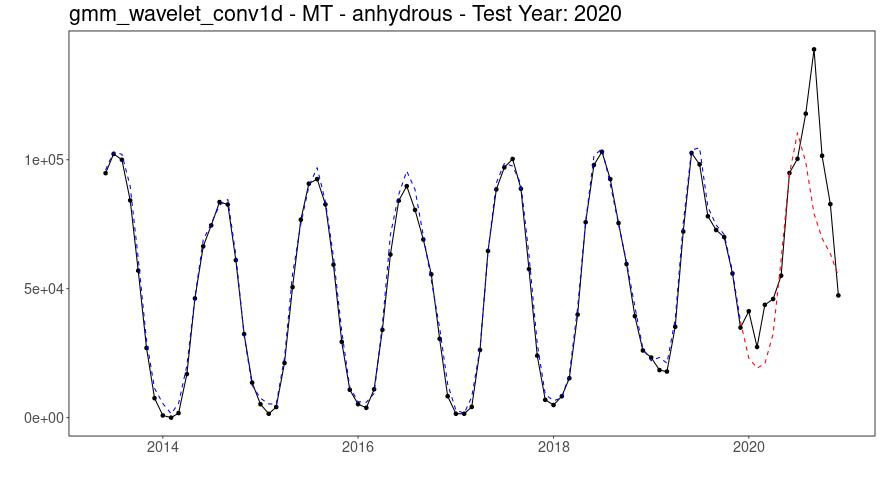 gmm_wavelet_conv1d - MT - anhydrous - Test Year: 2020
1e+05
5e+04
0e+00
2014 2016 2018 2020